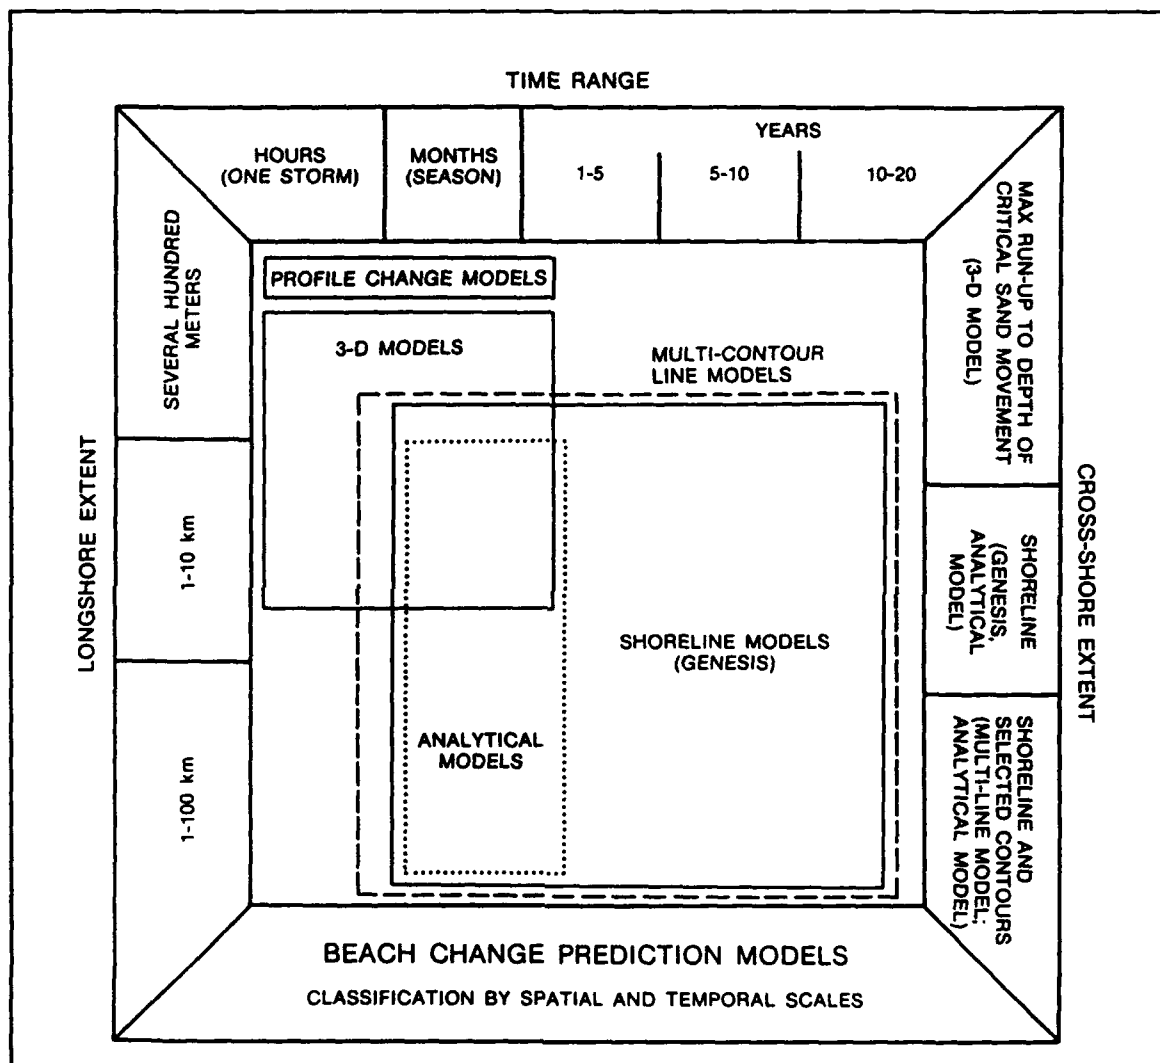 TIME RANGE
HOURS
(ONE STORM)
MONTHS
(SEASON)
YEARS
1-5
5-10
10-20
LONGSHORE EXTENT
SEVERAL HUNDRED
METERS
1-10 km
1-100 km
PROFILE CHANGE MODELS
3-D MODELS
MULTI-CONTOUR
LINE MODELS
SHORELINE MODELS
(GENESIS)
ANALYTICAL
MODELS
CROSS-SHORE EXTENT
MAX RUN-UP TO DEPTH OF
CRITICAL SAND MOVEMENT
(3-D MODEL)
SHORELINE
(GENESIS,
ANALYTICAL
MODEL)
SHORELINE AND
SELECTED CONTOURS
(MULTI-LINE MODEL;
ANALYTICAL MODEL)
BEACH CHANGE PREDICTION MODELS
CLASSIFICATION BY SPATIAL AND TEMPORAL SCALES